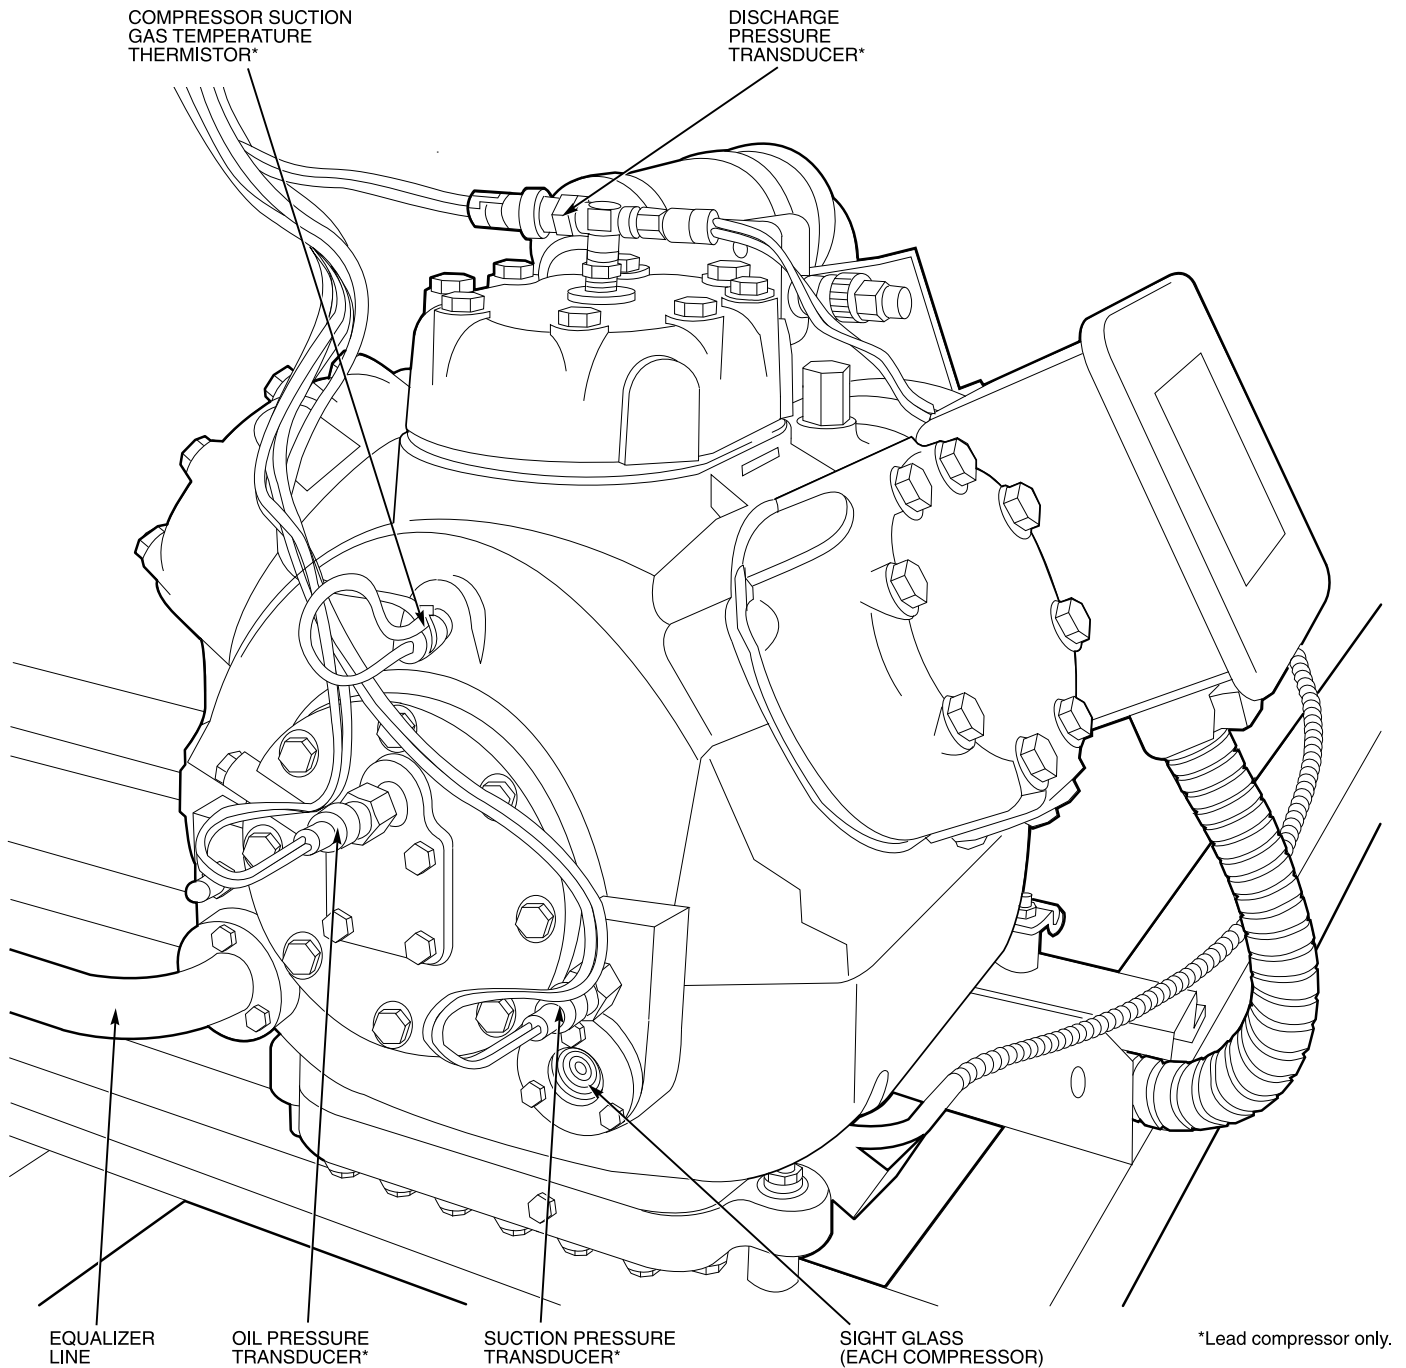 COMPRESSOR SUCTION
GAS TEMPERATURE
THERMISTOR*
DISCHARGE
PRESSURE
TRANSDUCER*
EQUALIZER
LINE
OIL PRESSURE
TRANSDUCER*
SUCTION PRESSURE
TRANSDUCER*
SIGHT GLASS
(EACH COMPRESSOR)
*Lead compressor only.